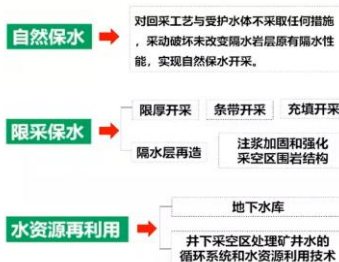 自然保水
对回采工艺与受护水体不采取任何措施
，采动破坏未改变隔水岩层原有隔水性
能，实现自然保水开采。
限采保水
限厚开采 条带开采 充填开采
隔水层再造
注浆加固和强化
采空区围岩结构
水资源再利用
地下水库
井下采空区处理矿井水的
循环系统和水资源利用技术